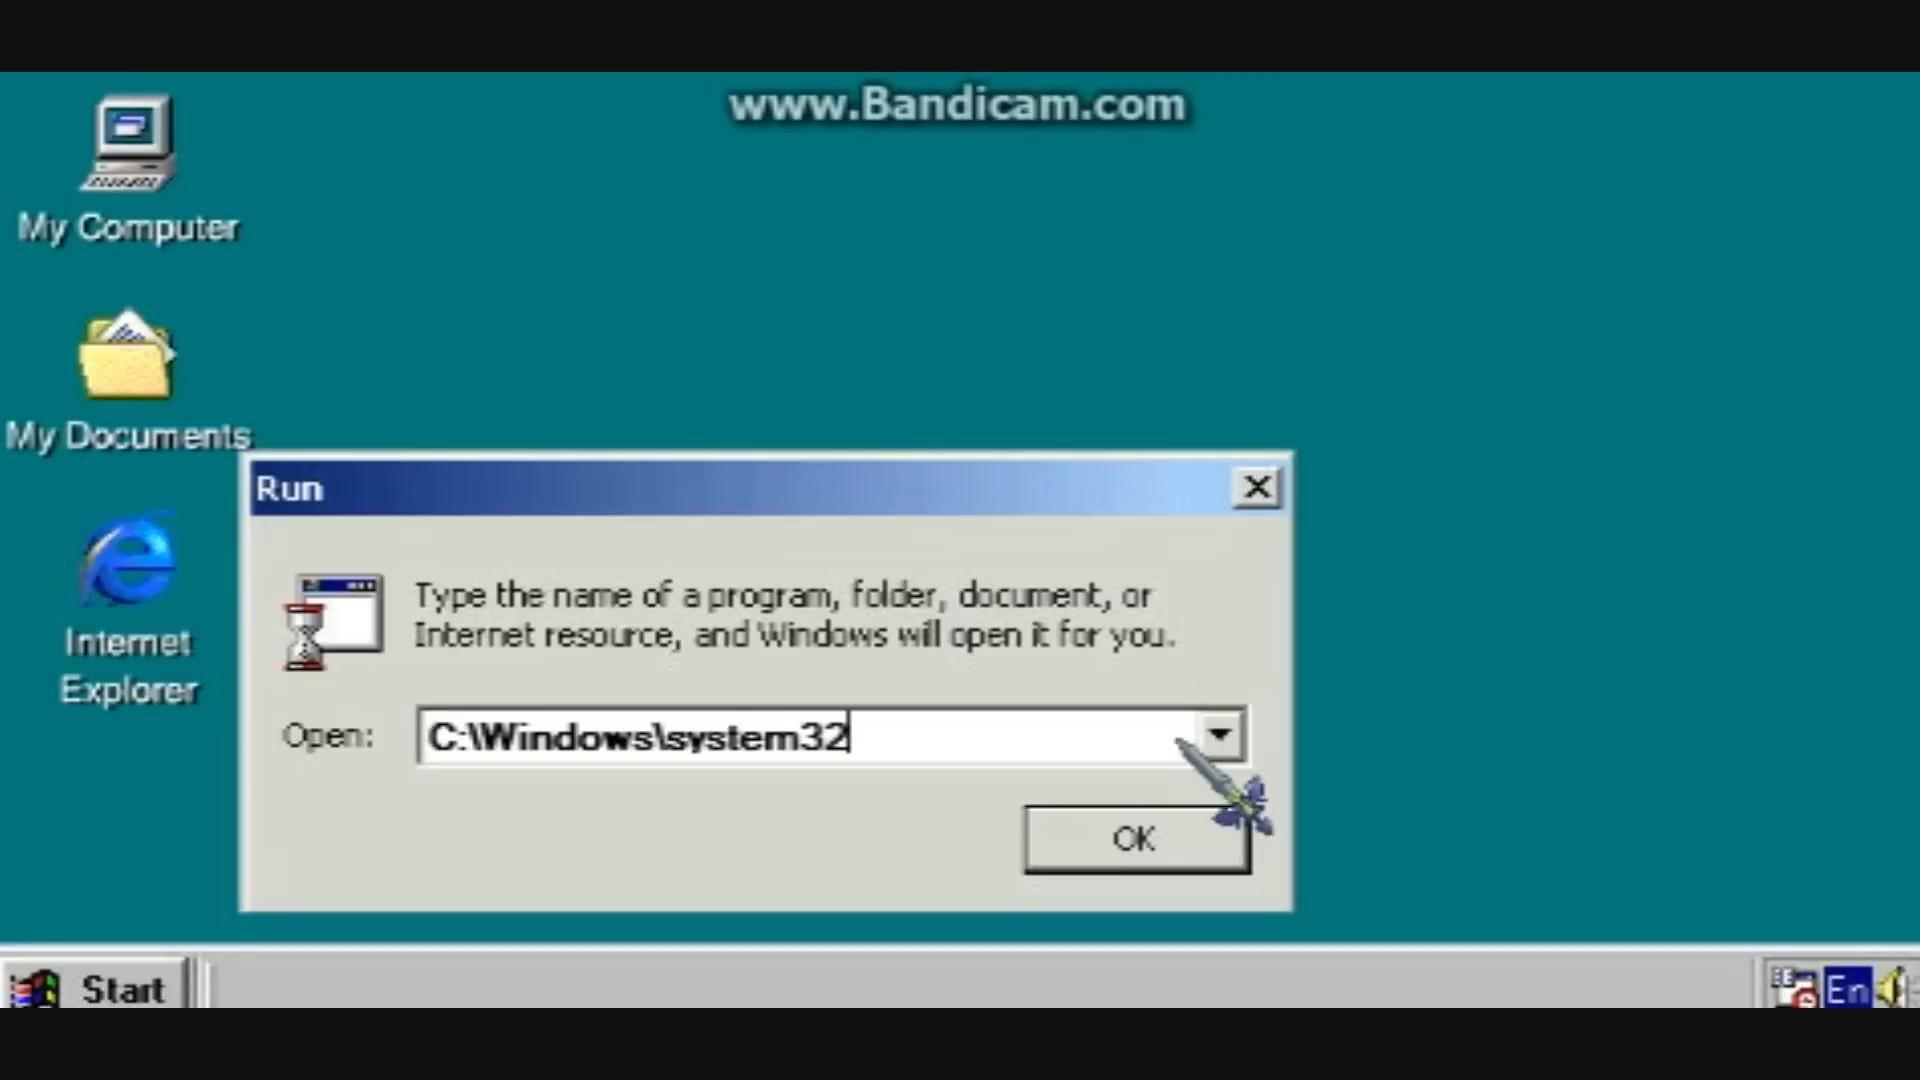 www.Bandicam.com
My Computer
My Documents
Internet
Explorer
Run
Type the name of a program, folder, document, or
Internet resource, and Windows will open it for you.
Open:
C:\Windows\system32
OK
Start
En